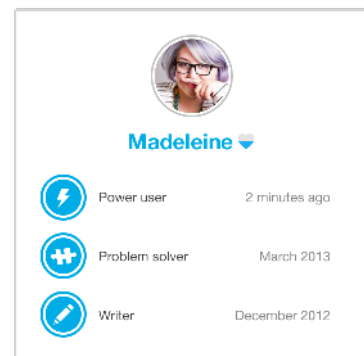 Madeleine
Power user 2 minutes ago
Problem solver March 2013
Writer December 2012